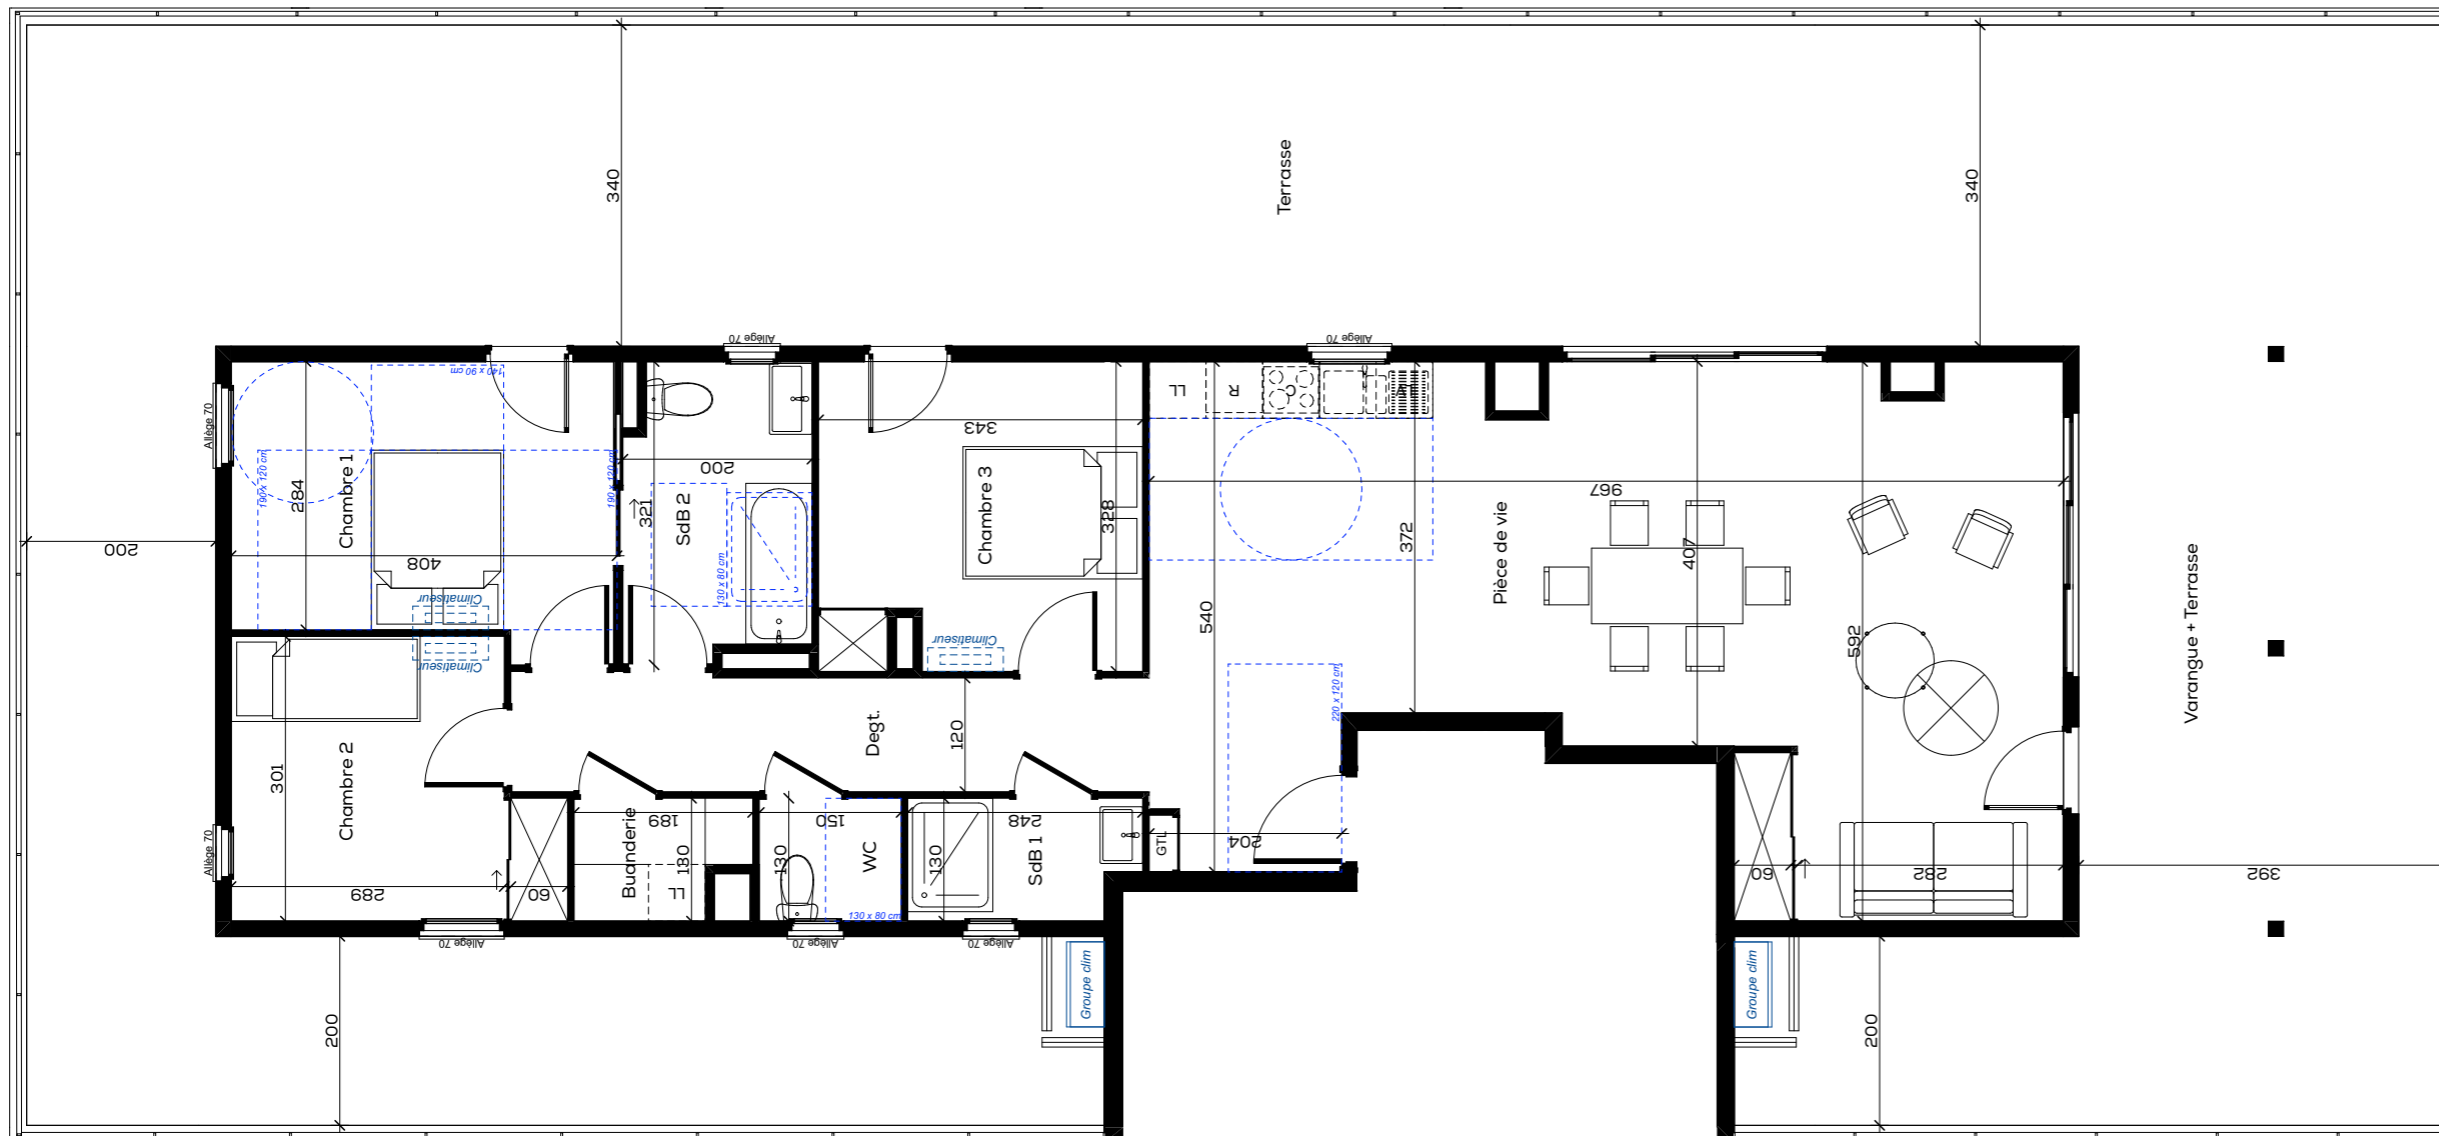 340
Terrasse
340
Allège 70
Allège 70
140 x 90 cm
Allège 70
Chambre 1
190 x 120 cm
284
190 x 120 cm
408
Climatiseur
200
321
SdB 2
200
130 x 80 cm
343
Chambre 3
328
Climatiseur
LL
R
C
LV
967
372
Pièce de vie
407
540
592
220 x 120 cm
Varangue + Terrasse
Climatiseur
Chambre 2
301
Allège 70
289
60
Degt.
120
Buanderie
189
130
LL
150
130
WC
130 x 80 cm
248
130
SdB 1
GTL
204
60
282
392
Allège 70
Allège 70
Allège 70
200
Groupe clim
Groupe clim
200